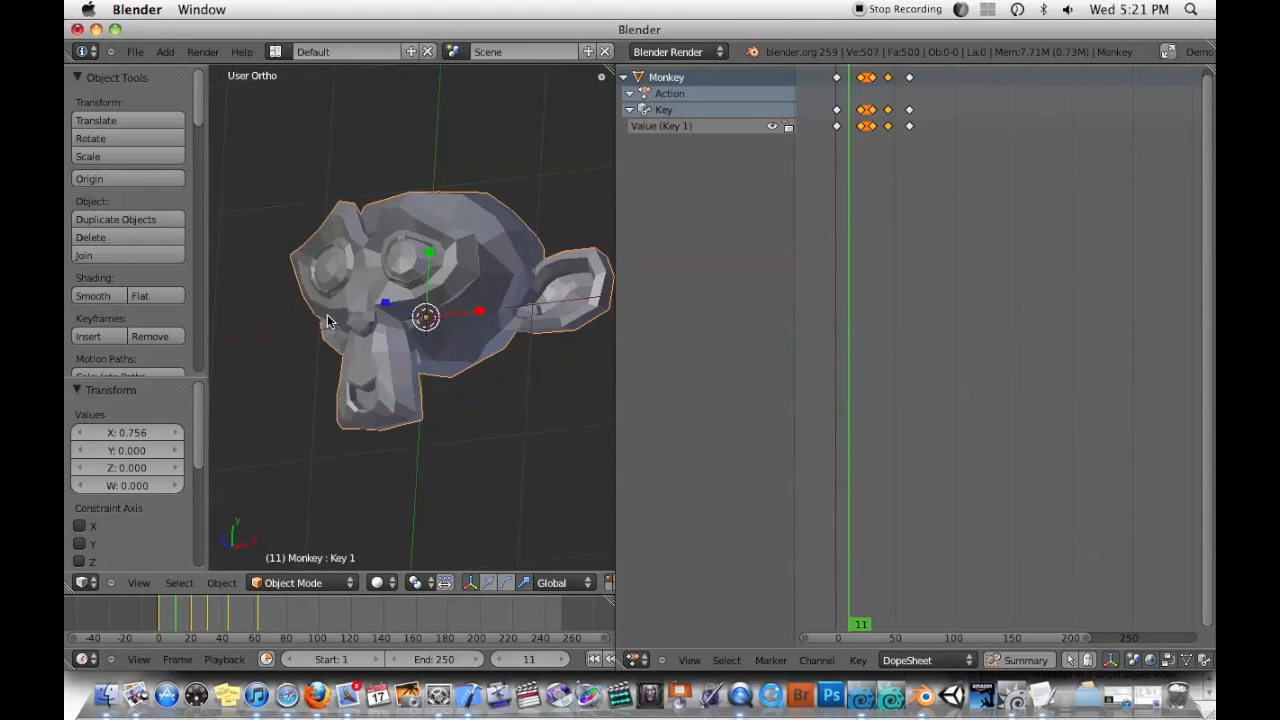 Blender Window Stop Recording Wed 5:21 PM
Blender
File Add Render Help Default Scene Blender Render blender.org 259 | Ve:507 | Fa:500 | Ob:0-0 | La:0 | Mem:7.71M (0.73M) | Monkey Demo
Object Tools
User Ortho
Monkey
Transform:
Action
Translate
Key
Rotate
Value (Key 1)
Scale
Origin
Object:
Duplicate Objects
Delete
Join
Shading:
Smooth Flat
Keyframes:
Insert Remove
Motion Paths:
Transform
Values
X: 0.756
Y: 0.000
Z: 0.000
W: 0.000
Constraint Axis
X
Y
Z
y
(11) Monkey : Key 1
View Select Object Object Mode Global
11
-40 -20 0 20 40 60 80 100 120 140 160 180 200 220 240 260
0 50 100 150 200 250
View Frame Playback Start: 1 End: 250 11
View Select Marker Channel Key DopeSheet Summary
17
Br Ps